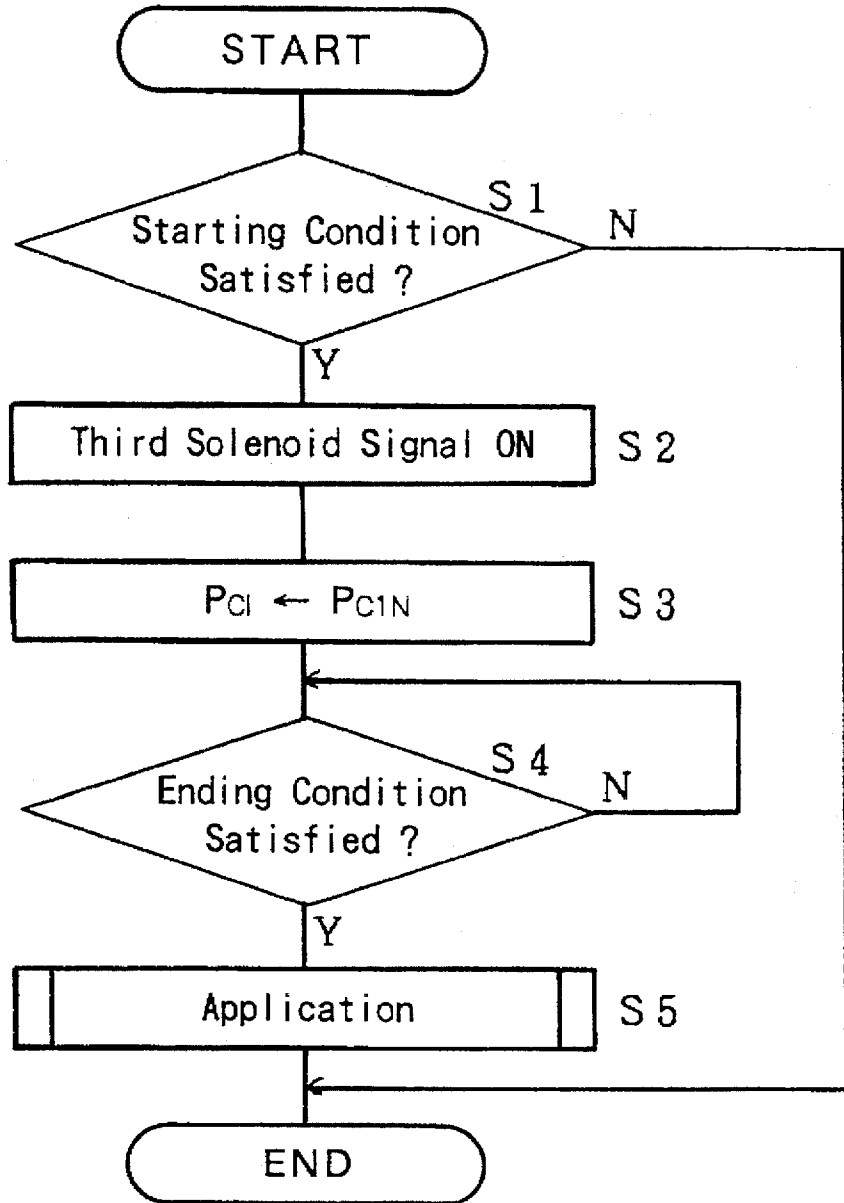 START
S1
Starting Condition
Satisfied ?
N
Y
Third Solenoid Signal ON
S2
PCI ← PC1N
S3
S4
Ending Condition
Satisfied ?
N
Y
Application
S5
END